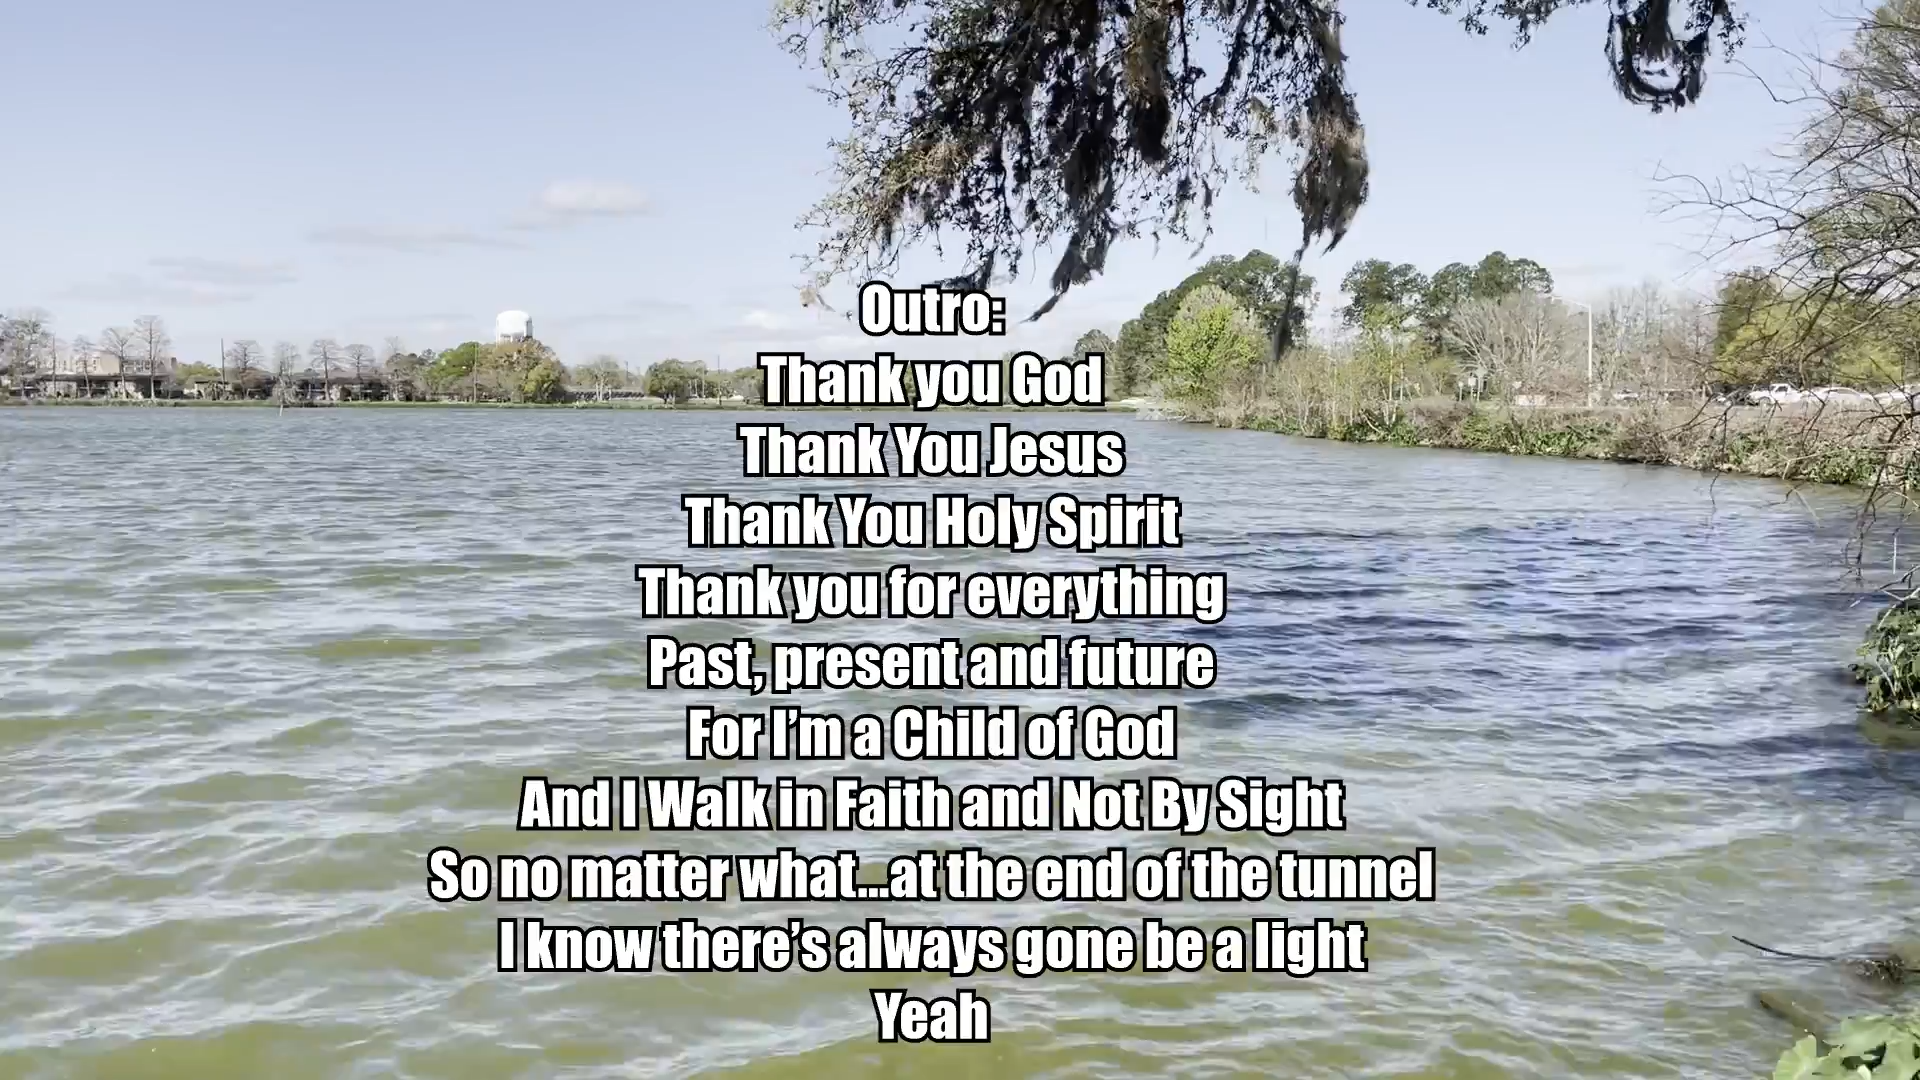 Outro:
Thank you God
Thank You Jesus
Thank You Holy Spirit
Thank you for everything
Past, present and future
For I’m a Child of God
And I Walk in Faith and Not By Sight
So no matter what...at the end of the tunnel
I know there’s always gone be a light
Yeah